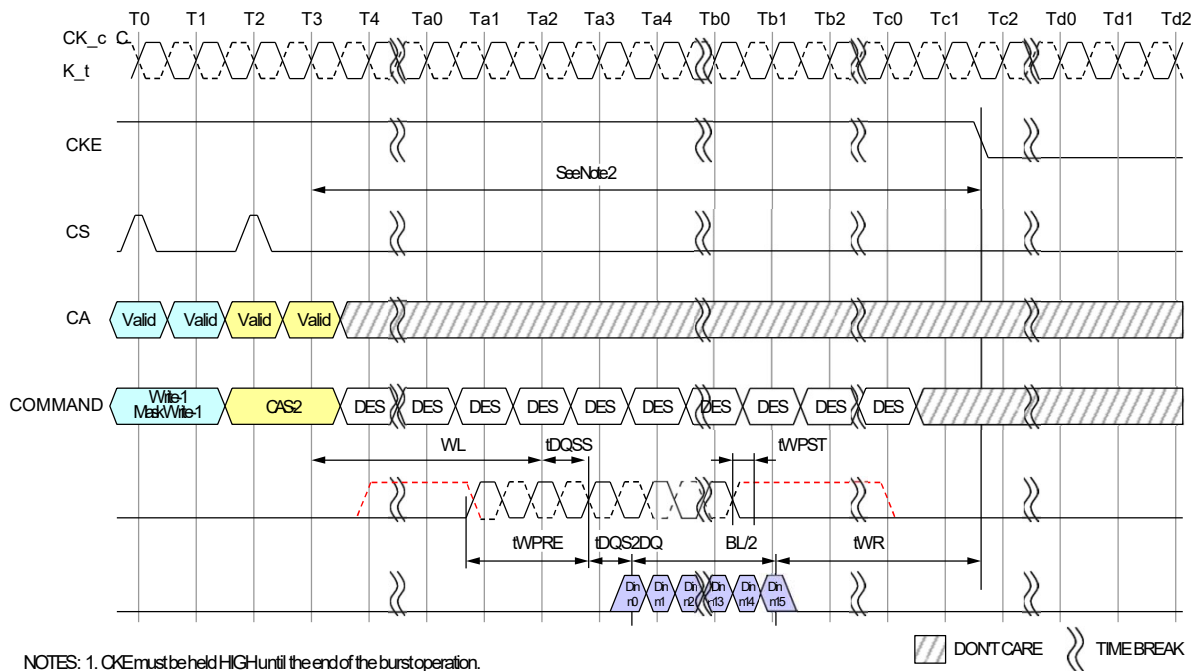 T0 T1 T2 T3 T4 Ta0 Ta1 Ta2 Ta3 Ta4 Tb0 Tb1 Tb2 Tc0 Tc1 Tc2 Td0 Td1 Td2
CK_c C
K_t
CKE
SeeNote2
CS
CA Valid Valid Valid Valid
COMMAND Write-1 MaskWrite-1 CAS2 DES DES DES DES DES DES DES DES DES DES
WL tDQSS tWPST
tWPRE tDQS2DQ BL/2 tWR
Din n0 Din n1 Din n2 Din n13 Din n14 Din n15
DONT CARE TIME BREAK
NOTES: 1. CKE must be held HIGH until the end of the burst operation.